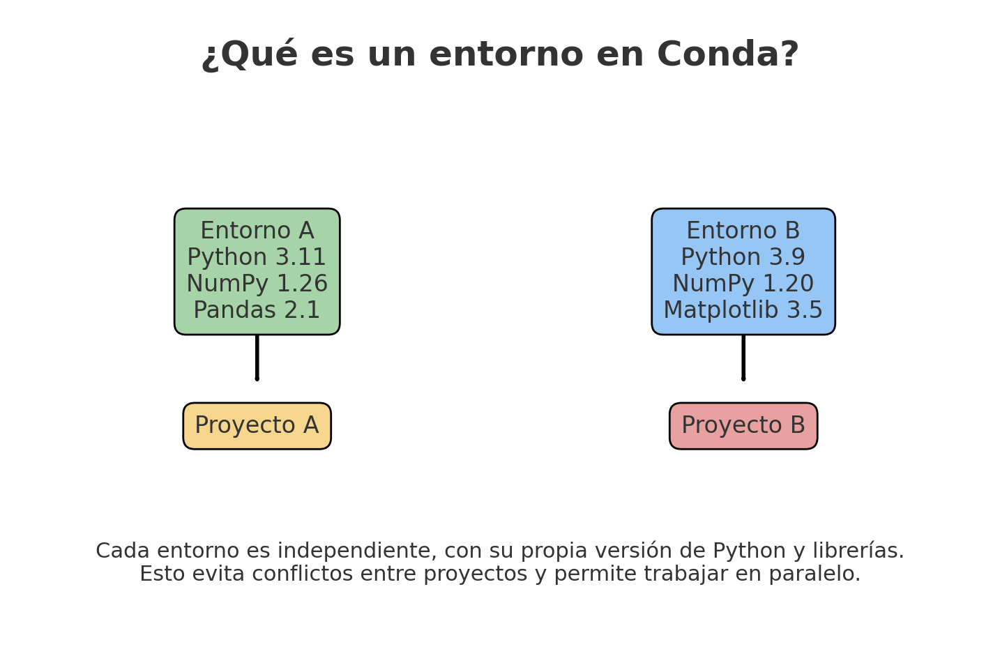 ¿Qué es un entorno en Conda?
Entorno A
Python 3.11
NumPy 1.26
Pandas 2.1
Entorno B
Python 3.9
NumPy 1.20
Matplotlib 3.5
Proyecto A
Proyecto B
Cada entorno es independiente, con su propia versión de Python y librerías.
Esto evita conflictos entre proyectos y permite trabajar en paralelo.